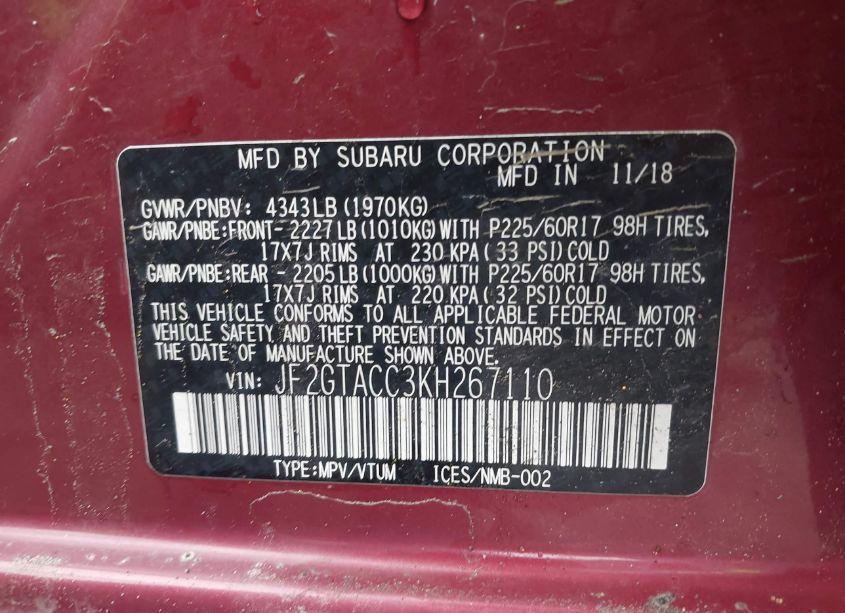 MFD BY SUBARU CORPORATION
MFD IN 11/18
GVWR/PNBV: 4343LB (1970KG)
GAWR/PNBE:FRONT- 2227LB (1010KG) WITH P225/60R17 98H TIRES,
17X7J RIMS AT 230 KPA( 33 PSI)COLD
GAWR/PNBE:REAR - 2205LB (1000KG) WITH P225/60R17 98H TIRES,
17X7J RIMS AT 220 KPA( 32 PSI)COLD
THIS VEHICLE CONFORMS TO ALL APPLICABLE FEDERAL MOTOR
VEHICLE SAFETY AND THEFT PREVENTION STANDARDS IN EFFECT ON
THE DATE OF MANUFACTURE SHOWN ABOVE.
VIN: JF2GTACC3KH267110
TYPE:MPV/VTUM ICES/NMB-002